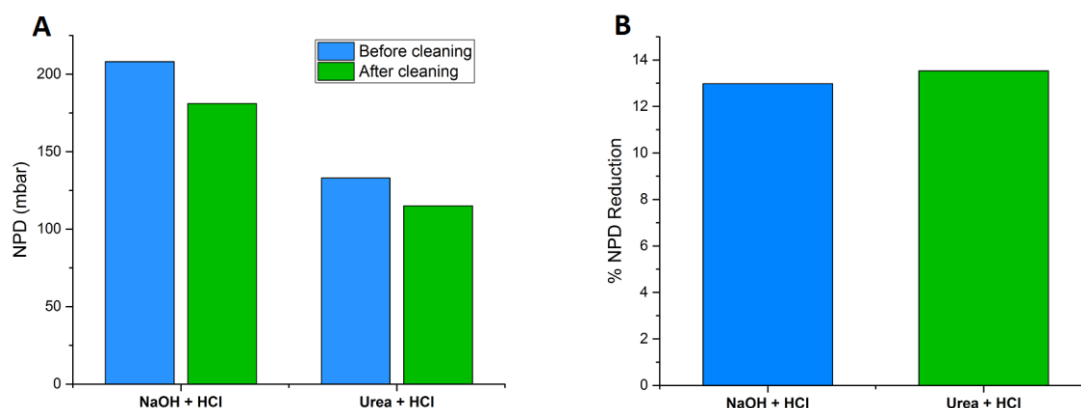 A
NPD (mbar)
200
150
100
50
0
Before cleaning
After cleaning
NaOH + HCl
Urea + HCl
B
% NPD Reduction
14
12
10
8
6
4
2
0
NaOH + HCl
Urea + HCl